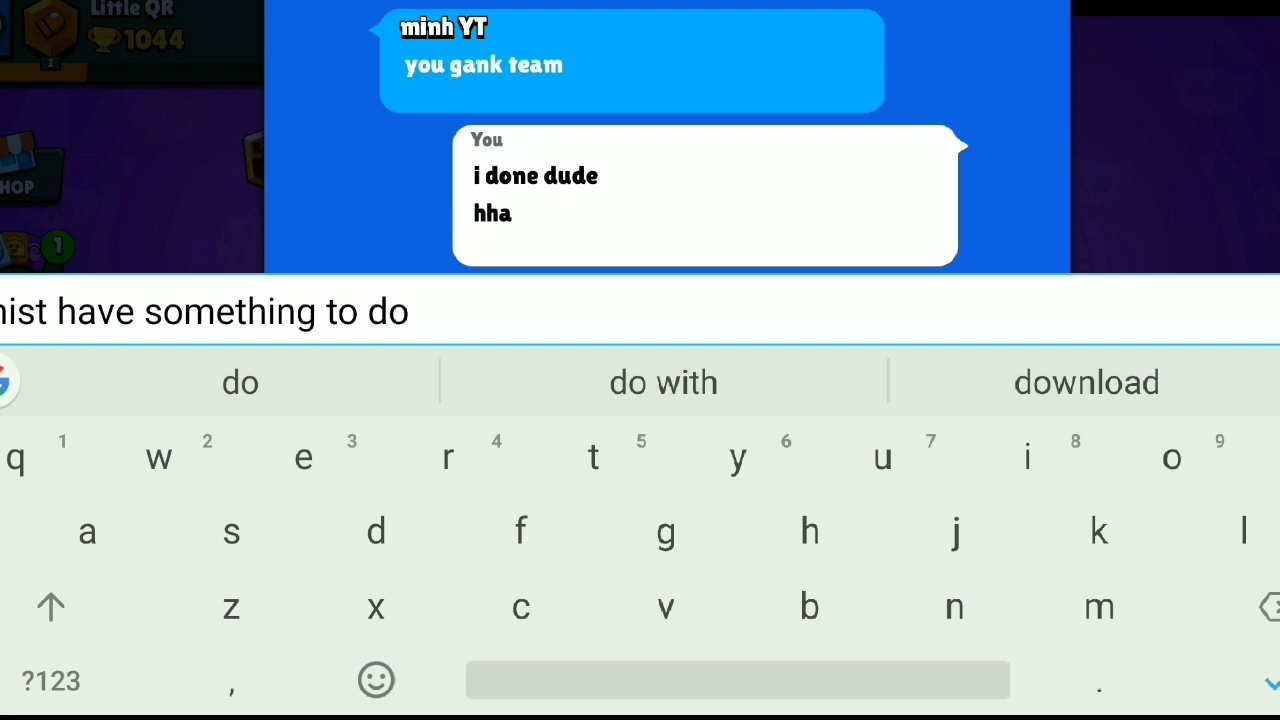 Little QR
1044
I
minh YT
you gank team
You
i done dude
hha
HOP
1
have something to do
do
do with
download
q 1 w 2 e 3 r 4 t 5 y 6 u 7 i 8 o 9
a s d f g h j k l
z x c v b n m
?123 , .